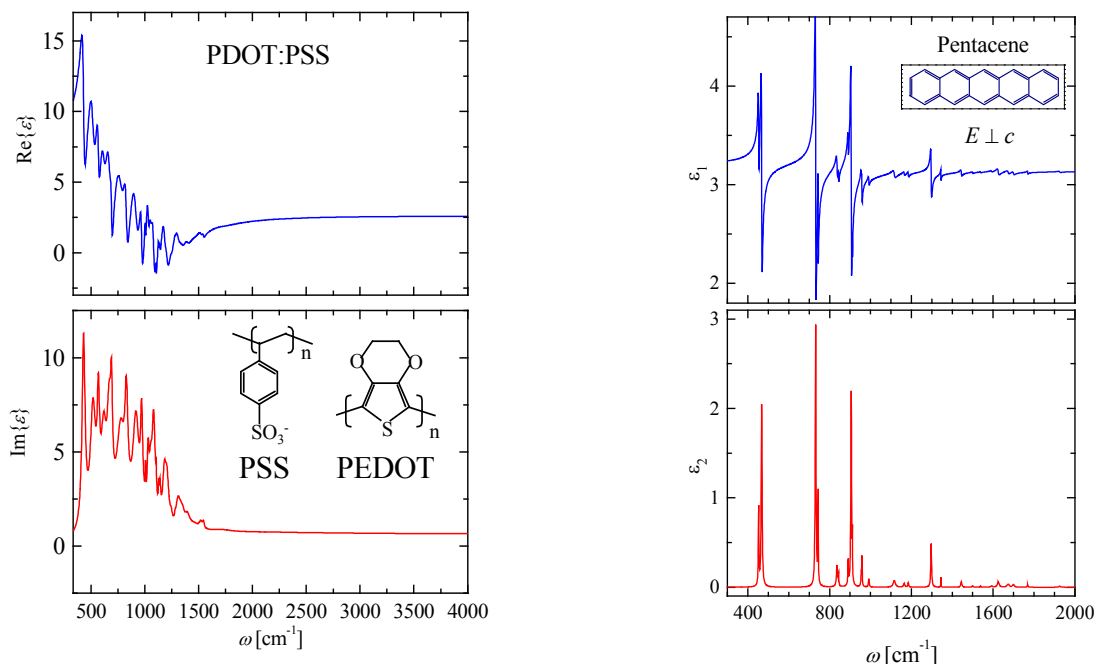 PDOT:PSS
Re{ε}
15
10
5
0
Im{ε}
10
5
0
n
SO₃⁻
PSS
O O
S
n
PEDOT
500 1000 1500 2000 2500 3000 3500 4000
ω [cm⁻¹]
Pentacene
E ⊥ c
ε₁
4
3
2
ε₂
3
2
1
0
400 800 1200 1600 2000
ω [cm⁻¹]